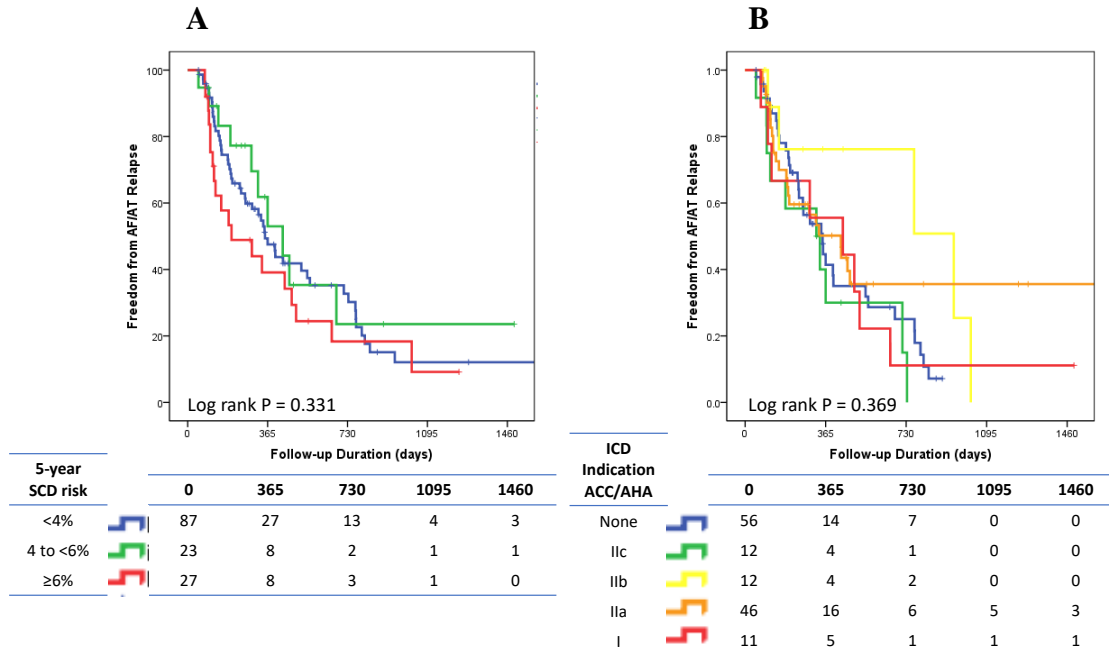 A
B
Freedom from AF/AT Relapse
100
80
60
40
20
0
Log rank P = 0.331
0 365 730 1095 1460
Follow-up Duration (days)
Freedom from AF/AT Relapse
1.0
0.8
0.6
0.4
0.2
0.0
Log rank P = 0.369
0 365 730 1095 1460
Follow-up Duration (days)
5-year
SCD risk
0 365 730 1095 1460
<4% 87 27 13 4 3
4 to <6% 23 8 2 1 1
≥6% 27 8 3 1 0
ICD
Indication
ACC/AHA
0 365 730 1095 1460
None 56 14 7 0 0
IIc 12 4 1 0 0
IIb 12 4 2 0 0
IIa 46 16 6 5 3
I 11 5 1 1 1